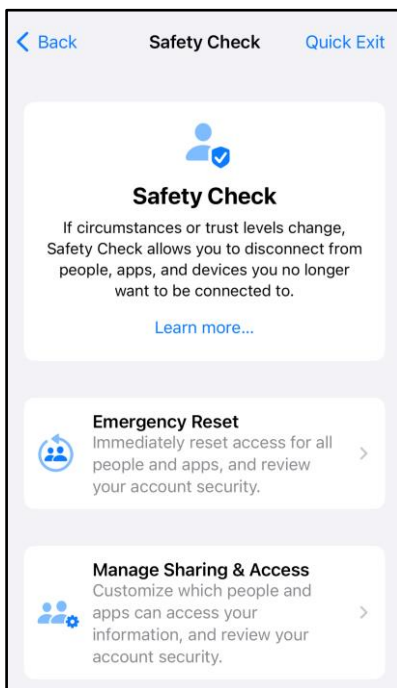 Back
Safety Check
Quick Exit
Safety Check
If circumstances or trust levels change,
Safety Check allows you to disconnect from
people, apps, and devices you no longer
want to be connected to.
Learn more...
Emergency Reset
Immediately reset access for all
people and apps, and review
your account security.
Manage Sharing & Access
Customize which people and
apps can access your
information, and review your
account security.